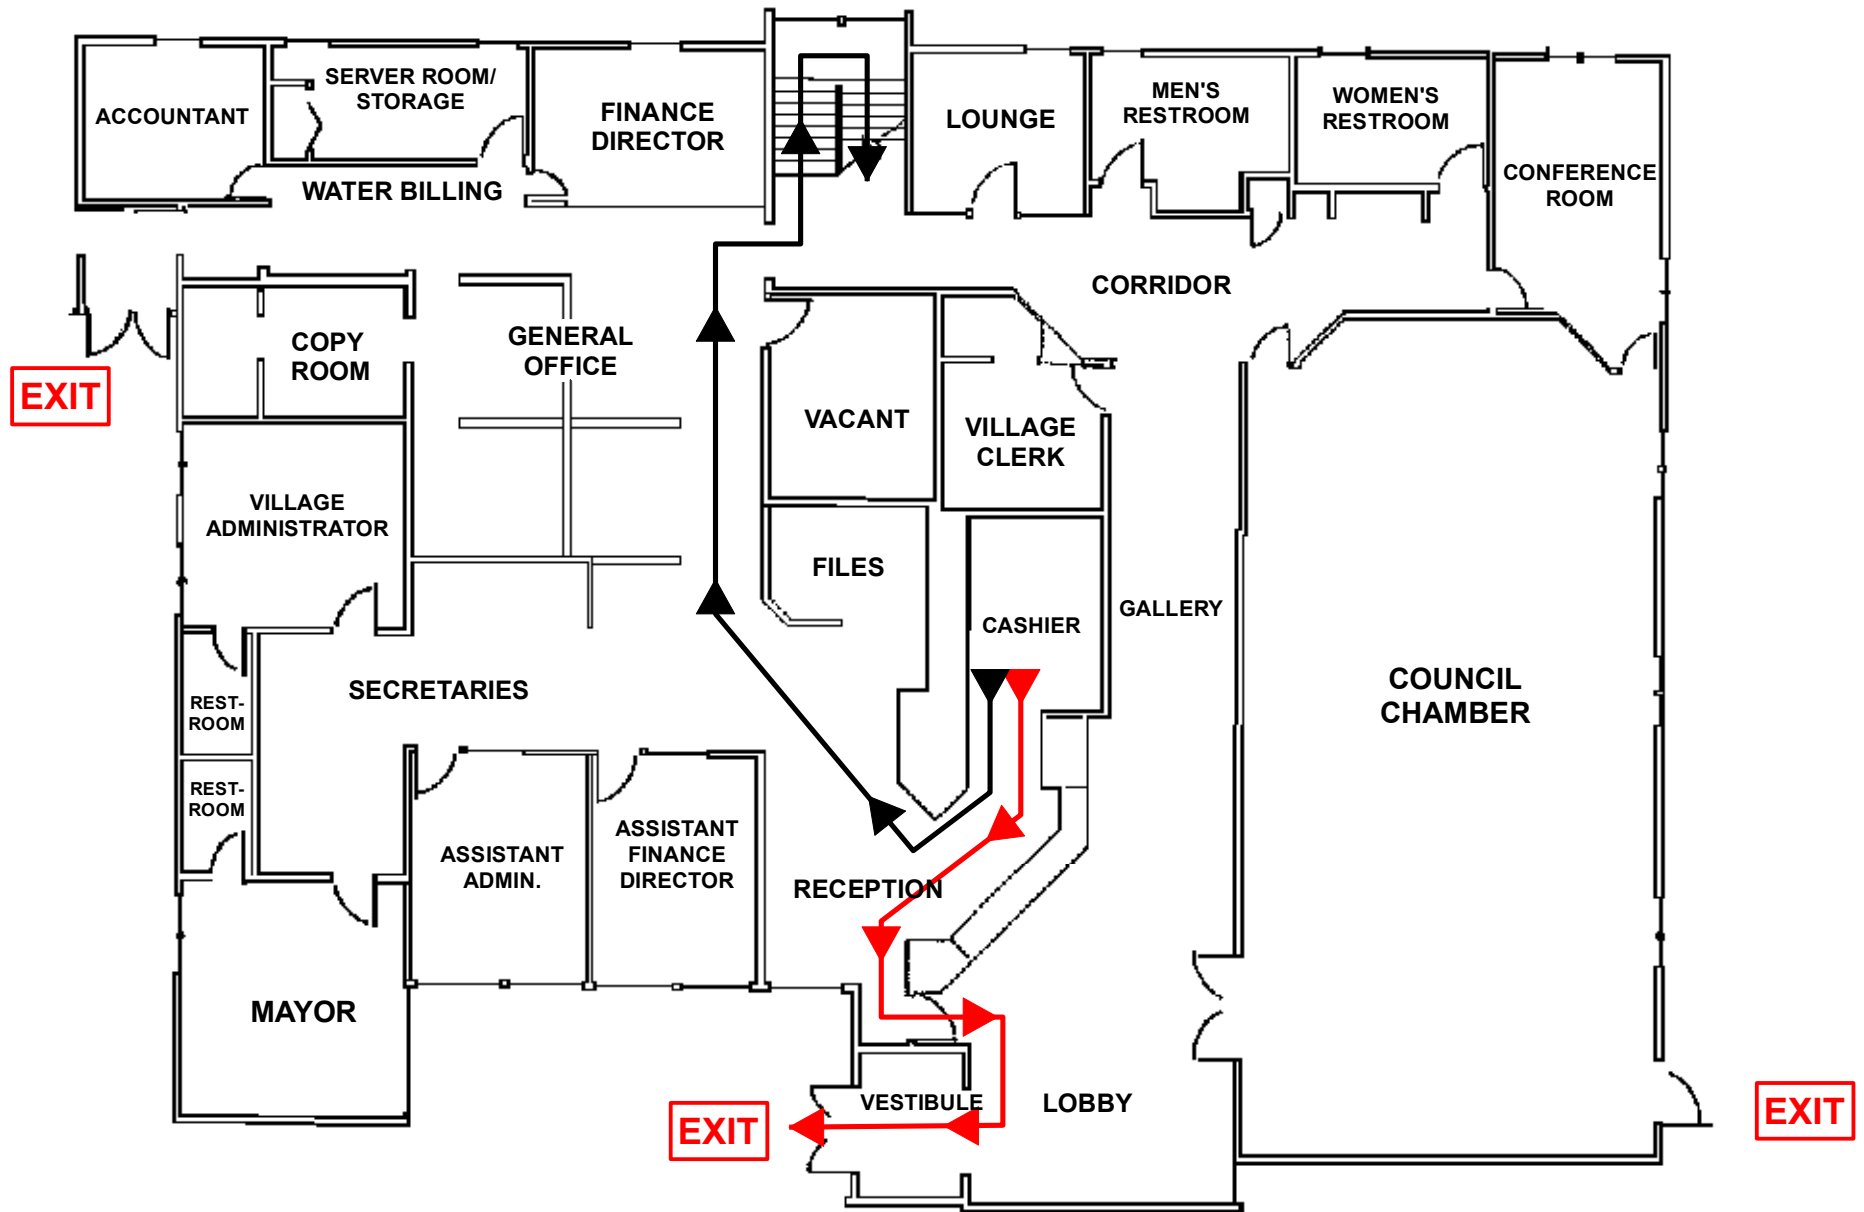 ACCOUNTANT
SERVER ROOM/
STORAGE
FINANCE
DIRECTOR
LOUNGE
MEN'S
RESTROOM
WOMEN'S
RESTROOM
CONFERENCE
ROOM
WATER BILLING
CORRIDOR
COPY
ROOM
GENERAL
OFFICE
EXIT
VACANT
VILLAGE
CLERK
VILLAGE
ADMINISTRATOR
FILES
CASHIER
GALLERY
SECRETARIES
COUNCIL
CHAMBER
REST-
ROOM
REST-
ROOM
ASSISTANT
ADMIN.
ASSISTANT
FINANCE
DIRECTOR
RECEPTION
MAYOR
VESTIBULE
LOBBY
EXIT
EXIT